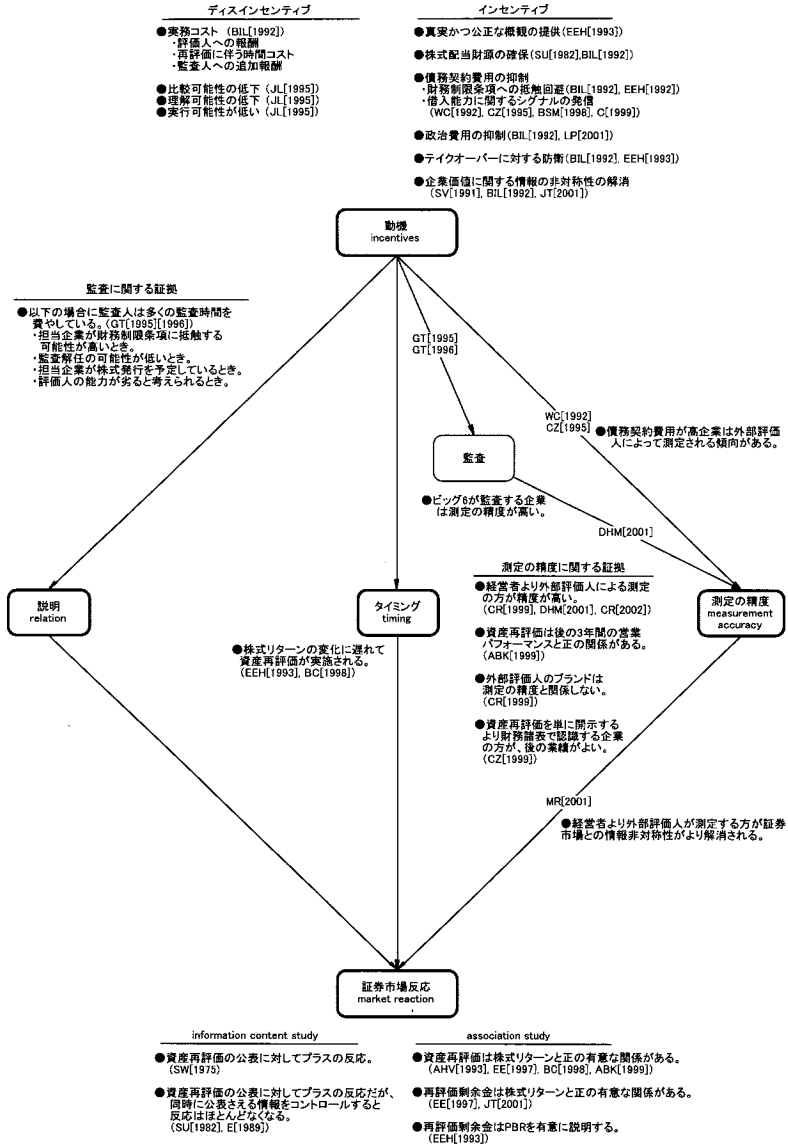 ディスインセンティブ
●実務コスト (BIL[1992])
・評価人への報酬
・再評価に伴う時間コスト
・監査人への追加報酬
●比較可能性の低下 (JL[1995])
●理解可能性の低下 (JL[1995])
●実行可能性が低い (JL[1995])
インセンティブ
●真実かつ公正な概観の提供(EEH[1993])
●株式配当財源の確保(SU[1982],BIL[1992])
●債務契約費用の抑制
・財務制限条項への抵触回避(BIL[1992], EEH[1992])
・借入能力に関するシグナルの発信
(WC[1992], CZ[1995], BSM[1998], C[1999])
●政治費用の抑制(BIL[1992], LP[2001])
●テイクオーバーに対する防衛(BIL[1992], EEH[1993])
●企業価値に関する情報の非対称性の解消
(SV[1991], BIL[1992], JT[2001])
動機
incentives
監査に関する証拠
●以下の場合に監査人は多くの監査時間を
費やしている。(GT[1995][1996])
・担当企業が財務制限条項に抵触する
可能性が高いとき。
・監査解任の可能性が低いとき。
・担当企業が株式発行を予定しているとき。
・評価人の能力が劣ると考えられるとき。
GT[1995]
GT[1996]
WC[1992]
CZ[1995]
●債務契約費用が高企業は外部評価
人によって測定される傾向がある。
監査
●ビッグ6が監査する企業
は測定の精度が高い。
DHM[2001]
説明
relation
タイミング
timing
●株式リターンの変化に遅れて
資産再評価が実施される。
(EEH[1993], BC[1998])
測定の精度に関する証拠
●経営者より外部評価人による測定
の方が精度が高い。
(CR[1999], DHM[2001], CR[2002])
●資産再評価は後の3年間の営業
パフォーマンスと正の関係がある。
(ABK[1999])
●外部評価人のブランドは
測定の精度と関係しない。
(CR[1999])
●資産再評価を単に開示する
より財務諸表で認識する企業
の方が、後の業績がよい。
(CZ[1999])
測定の精度
measurement
accuracy
MR[2001]
●経営者より外部評価人が測定する方が証券
市場との情報非対称性がより解消される。
証券市場反応
market reaction
information content study
●資産再評価の公表に対してプラスの反応。
(SW[1975)
●資産再評価の公表に対してプラスの反応だが、
同時に公表さえる情報をコントロールすると
反応はほとんどなくなる。
(SU[1982], E[1989])
association study
●資産再評価は株式リターンと正の有意な関係がある。
(AHV[1993], EE[1997], BC[1998], ABK[1999])
●再評価剰余金は株式リターンと正の有意な関係がある。
(EE[1997], JT[2001])
●再評価剰余金はPBRを有意に説明する。
(EEH[1993])